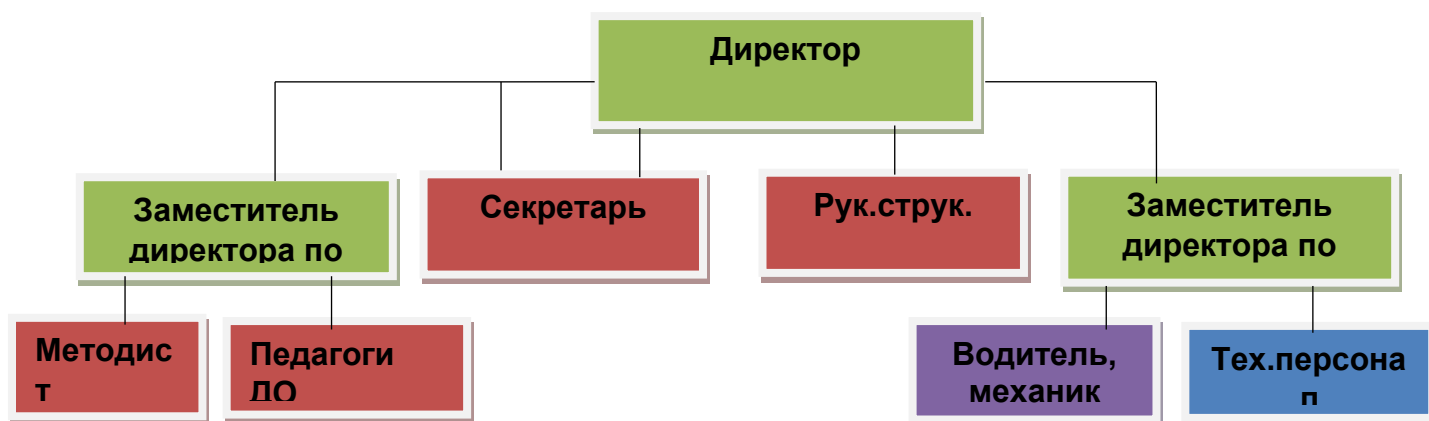 Директор
Заместитель
директора по
Секретарь
Рук.струк.
Заместитель
директора по
Методис
т
Педагоги
ДО
Водитель,
механик
Тех.персона
л